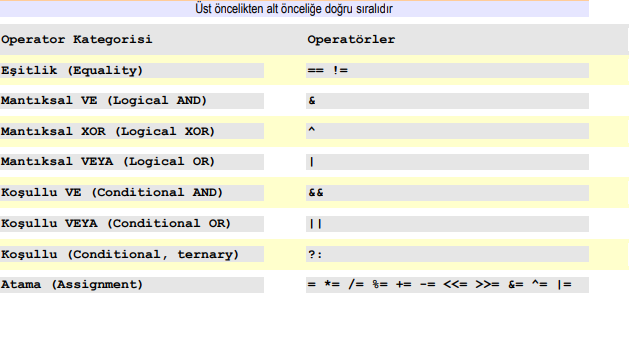 Üst öncelikten alt önceliğe doğru sıralıdır
Operator Kategorisi Operatörler
Eşitlik (Equality) == !=
Mantıksal VE (Logical AND) &
Mantıksal XOR (Logical XOR) ^
Mantıksal VEYA (Logical OR) |
Koşullu VE (Conditional AND) &&
Koşullu VEYA (Conditional OR) ||
Koşullu (Conditional, ternary) ?:
Atama (Assignment) = *= /= %= += -= <<= >>= &= ^= |=